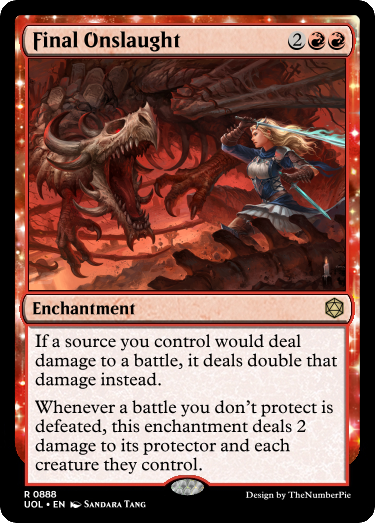 Final Onslaught 2
Enchantment
If a source you control would deal
damage to a battle, it deals double that
damage instead.
Whenever a battle you don't protect is
defeated, this enchantment deals 2
damage to its protector and each
creature they control.
R 0888
UOL • EN Sandara Tang
Design by TheNumberPie